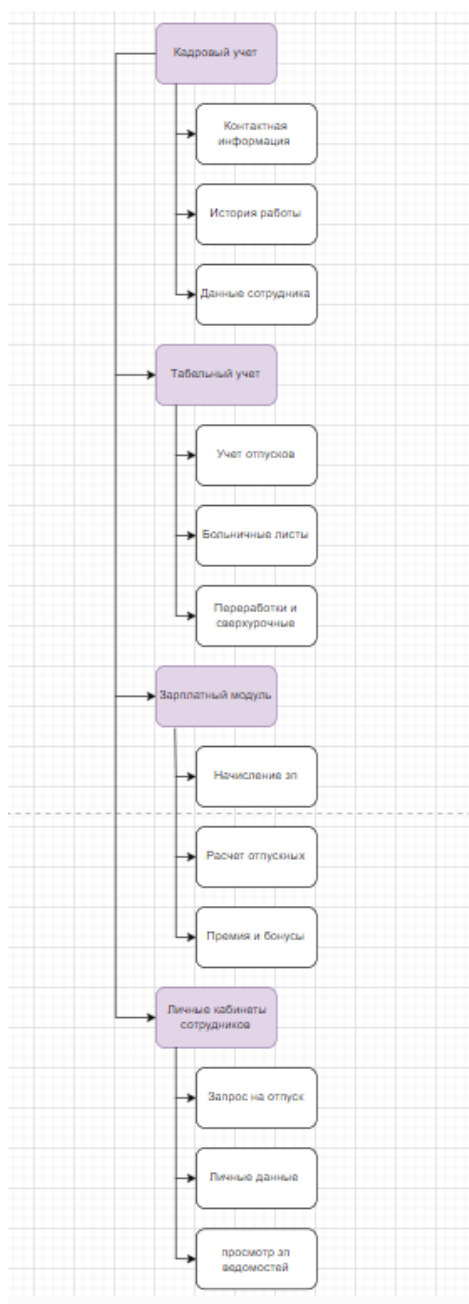 Кадровый учет
Контактная
информация
История работы
Данные сотрудника
Табельный учет
Учет отпусков
Больничные листы
Переработки и
сверхурочные
Зарплатный модуль
Начисление зп
Расчет отпускных
Премия и бонусы
Личные кабинеты
сотрудников
Запрос на отпуск
Личные данные
просмотр зп
ведомостей